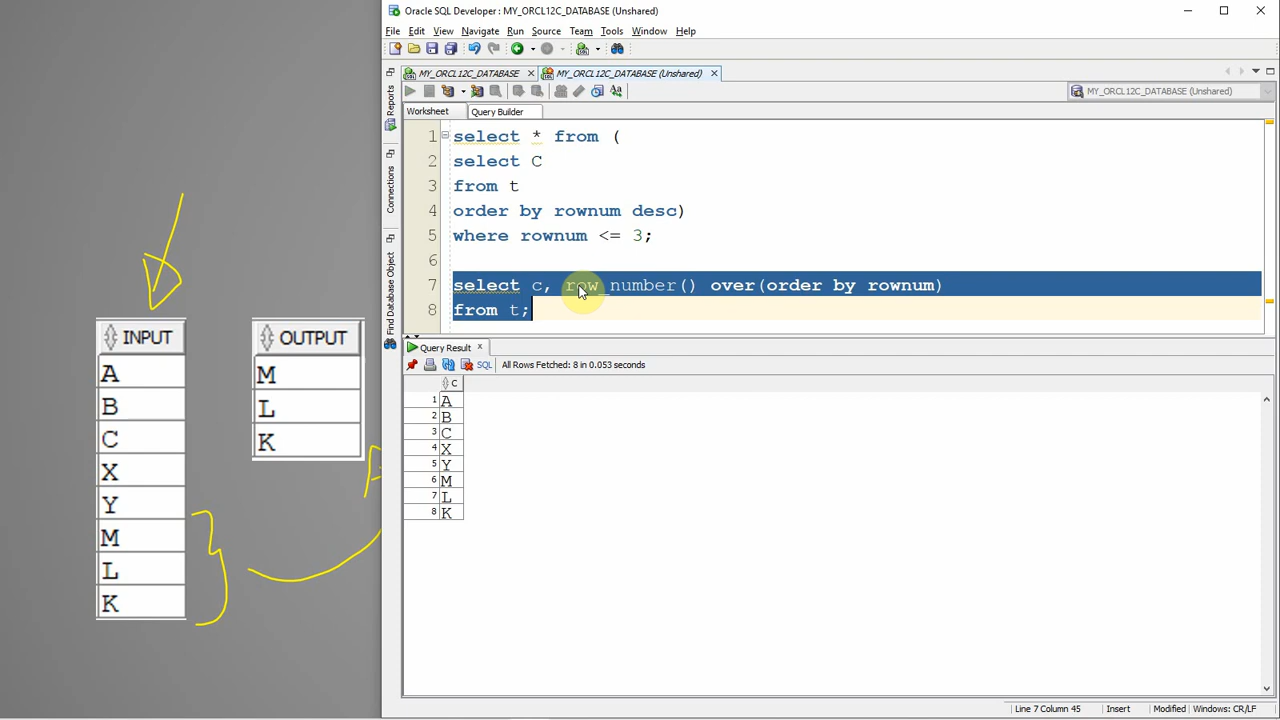 INPUT
A
B
C
X
Y
M
L
K
OUTPUT
M
L
K
Oracle SQL Developer : MY_ORCL12C_DATABASE (Unshared)
File Edit View Navigate Run Source Team Tools Window Help
MY_ORCL12C_DATABASE
MY_ORCL12C_DATABASE (Unshared)
MY_ORCL12C_DATABASE (Unshared)
Worksheet Query Builder
Reports
Connections
Find Database Object
1 select * from (
2 select C
3 from t
4 order by rownum desc)
5 where rownum <= 3;
6
7 select c, row_number() over(order by rownum)
8 from t;
Query Result
SQL All Rows Fetched: 8 in 0.053 seconds
C
1 A
2 B
3 C
4 X
5 Y
6 M
7 L
8 K
Line 7 Column 45 Insert Modified Windows: CR/LF